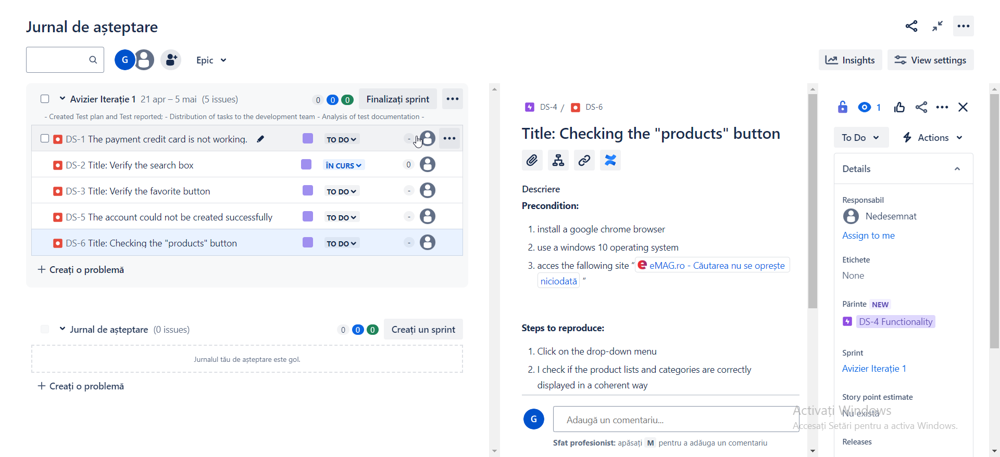 Jurnal de așteptare
G
Epic
Insights
View settings
Avizier Iterație 1 21 apr – 5 mai (5 issues)
0 0 0
Finalizați sprint
- Created Test plan and Test reported; - Distribution of tasks to the development team - Analysis of test documentation -
DS-1 The payment credit card is not working. TO DO -
DS-2 Title: Verify the search box ÎN CURS 0
DS-3 Title: Verify the favorite button TO DO -
DS-5 The account could not be created successfully TO DO -
DS-6 Title: Checking the "products" button TO DO -
+ Creați o problemă
Jurnal de așteptare (0 issues)
0 0 0
Creați un sprint
Jurnalul tău de așteptare este gol.
+ Creați o problemă
DS-4 / DS-6
Title: Checking the "products" button
Descriere
Precondition:
1. install a google chrome browser
2. use a windows 10 operating system
3. acces the fallowing site “ eMAG.ro - Căutarea nu se oprește
niciodată ”
Steps to reproduce:
1. Click on the drop-down menu
2. I check if the product lists and categories are correctly
displayed in a coherent way
G
Adaugă un comentariu...
Sfat profesionist: apăsați M pentru a adăuga un comentariu
1
To Do
Actions
Details
Responsabil
Nedesemnat
Assign to me
Etichete
None
Părinte NEW
DS-4 Functionality
Sprint
Avizier Iterație 1
Story point estimate
Nu există
Releases
Activați Windows
Accesați Setări pentru a activa Windows.